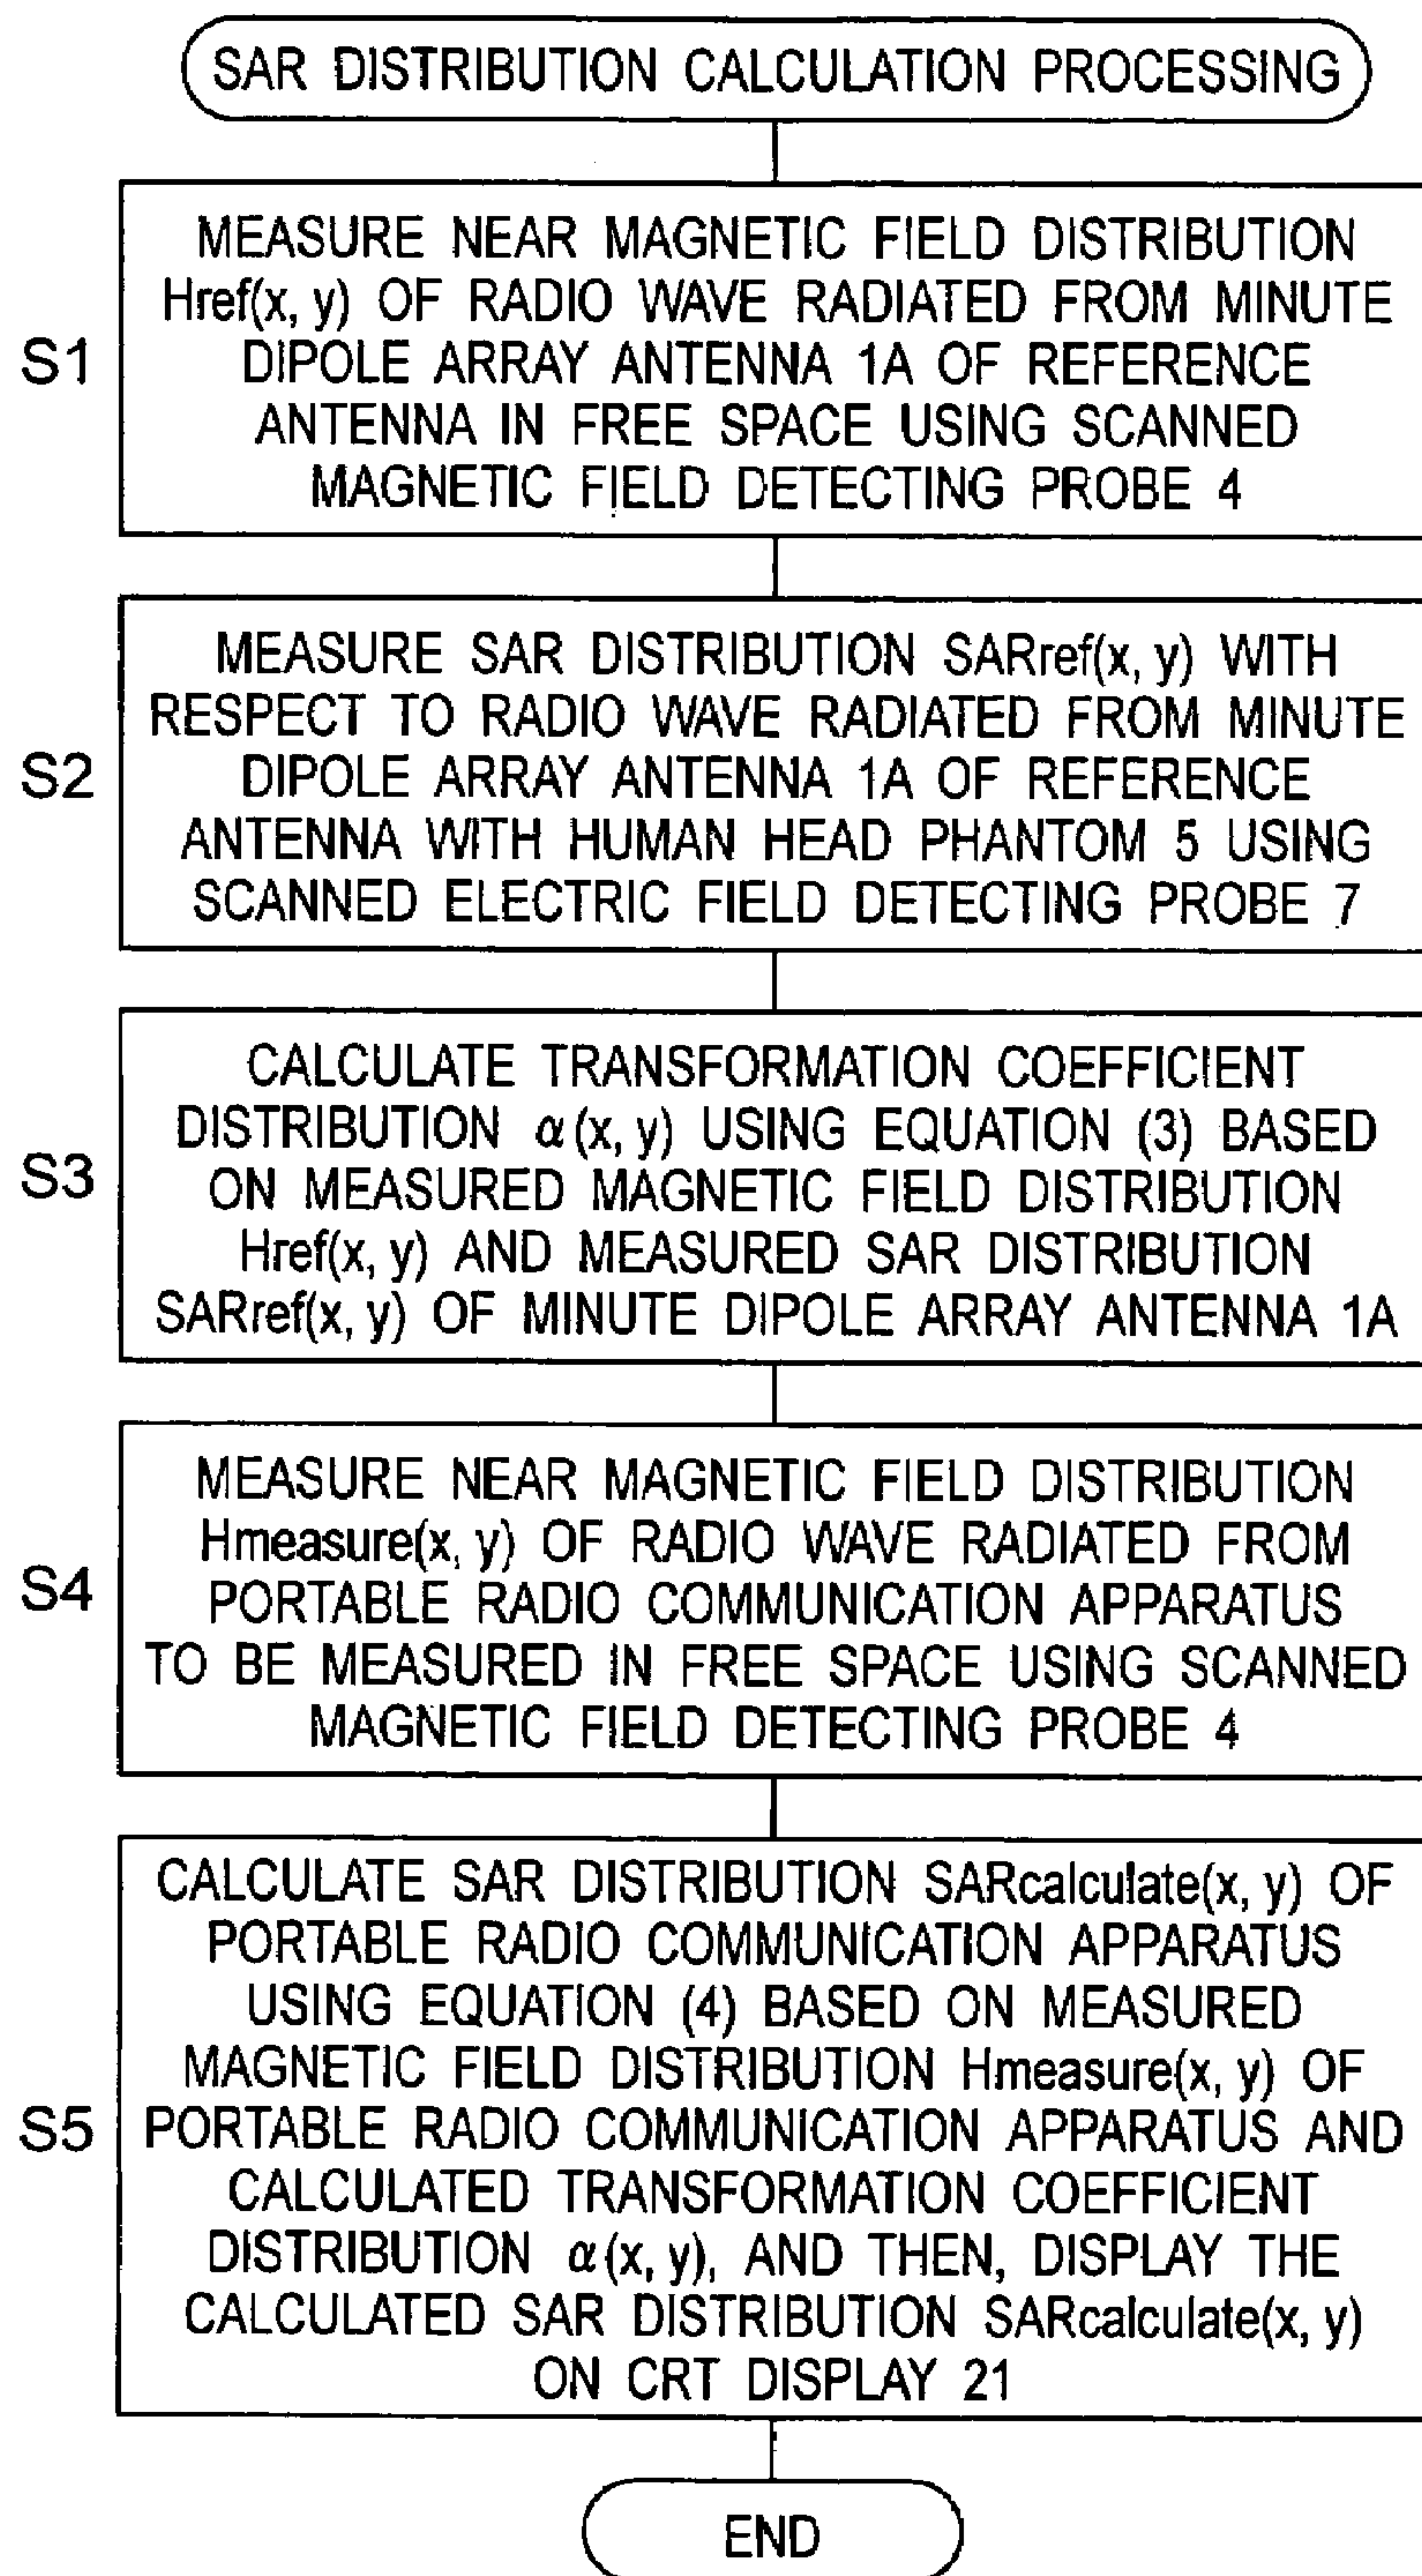 SAR DISTRIBUTION CALCULATION PROCESSING
S1
MEASURE NEAR MAGNETIC FIELD DISTRIBUTION
Href(x, y) OF RADIO WAVE RADIATED FROM MINUTE
DIPOLE ARRAY ANTENNA 1A OF REFERENCE
ANTENNA IN FREE SPACE USING SCANNED
MAGNETIC FIELD DETECTING PROBE 4
S2
MEASURE SAR DISTRIBUTION SARref(x, y) WITH
RESPECT TO RADIO WAVE RADIATED FROM MINUTE
DIPOLE ARRAY ANTENNA 1A OF REFERENCE
ANTENNA WITH HUMAN HEAD PHANTOM 5 USING
SCANNED ELECTRIC FIELD DETECTING PROBE 7
S3
CALCULATE TRANSFORMATION COEFFICIENT
DISTRIBUTION α(x, y) USING EQUATION (3) BASED
ON MEASURED MAGNETIC FIELD DISTRIBUTION
Href(x, y) AND MEASURED SAR DISTRIBUTION
SARref(x, y) OF MINUTE DIPOLE ARRAY ANTENNA 1A
S4
MEASURE NEAR MAGNETIC FIELD DISTRIBUTION
Hmeasure(x, y) OF RADIO WAVE RADIATED FROM
PORTABLE RADIO COMMUNICATION APPARATUS
TO BE MEASURED IN FREE SPACE USING SCANNED
MAGNETIC FIELD DETECTING PROBE 4
S5
CALCULATE SAR DISTRIBUTION SARcalculate(x, y) OF
PORTABLE RADIO COMMUNICATION APPARATUS
USING EQUATION (4) BASED ON MEASURED
MAGNETIC FIELD DISTRIBUTION Hmeasure(x, y) OF
PORTABLE RADIO COMMUNICATION APPARATUS AND
CALCULATED TRANSFORMATION COEFFICIENT
DISTRIBUTION α(x, y), AND THEN, DISPLAY THE
CALCULATED SAR DISTRIBUTION SARcalculate(x, y)
ON CRT DISPLAY 21
END